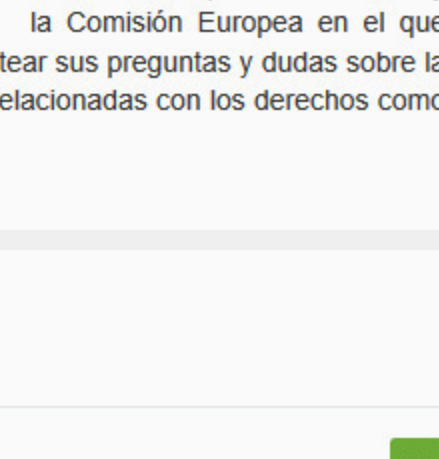 la Comisión Europea en el que
tear sus preguntas y dudas sobre la
elacionadas con los derechos como